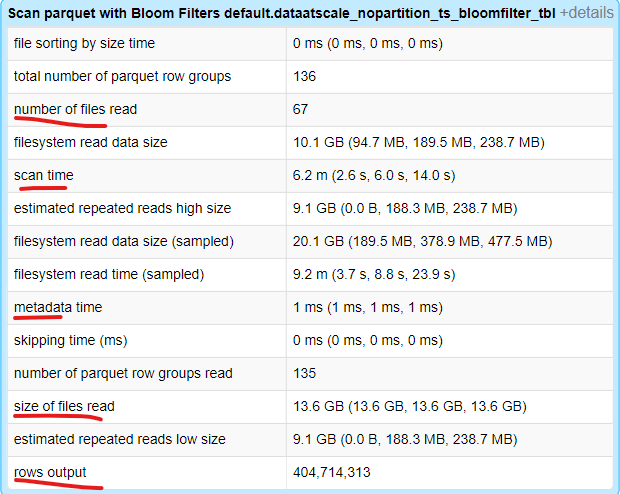 Scan parquet with Bloom Filters default.dataatscale_nopartition_ts_bloomfilter_tbl +details
file sorting by size time 0 ms (0 ms, 0 ms, 0 ms)
total number of parquet row groups 136
number of files read 67
filesystem read data size 10.1 GB (94.7 MB, 189.5 MB, 238.7 MB)
scan time 6.2 m (2.6 s, 6.0 s, 14.0 s)
estimated repeated reads high size 9.1 GB (0.0 B, 188.3 MB, 238.7 MB)
filesystem read data size (sampled) 20.1 GB (189.5 MB, 378.9 MB, 477.5 MB)
filesystem read time (sampled) 9.2 m (3.7 s, 8.8 s, 23.9 s)
metadata time 1 ms (1 ms, 1 ms, 1 ms)
skipping time (ms) 0 ms (0 ms, 0 ms, 0 ms)
number of parquet row groups read 135
size of files read 13.6 GB (13.6 GB, 13.6 GB, 13.6 GB)
estimated repeated reads low size 9.1 GB (0.0 B, 188.3 MB, 238.7 MB)
rows output 404,714,313